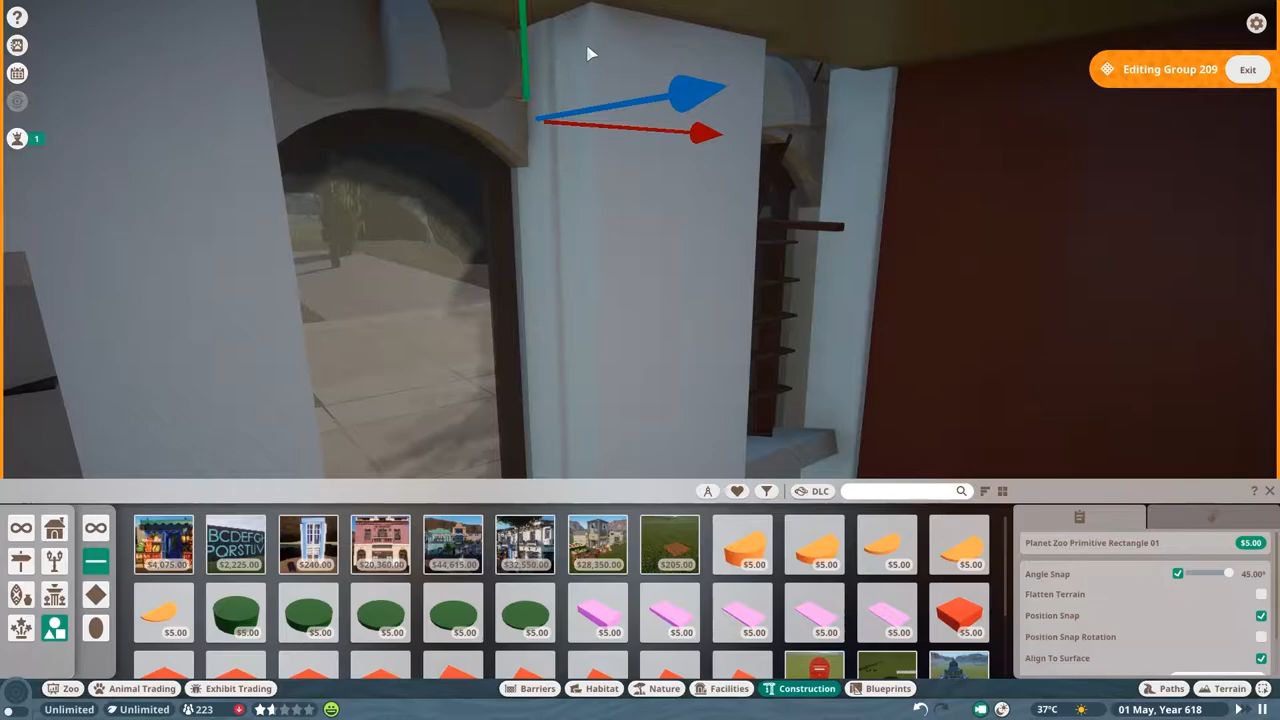 ?
Editing Group 209
Exit
1
DLC
? ×
$4,075.00 $2,225.00 $240.00 $20,360.00 $44,615.00 $32,550.00 $28,350.00 $205.00 $5.00 $5.00 $5.00 $5.00
$5.00 $5.00 $5.00 $5.00 $5.00 $5.00 $5.00 $5.00 $5.00 $5.00 $5.00 $5.00
Planet Zoo Primitive Rectangle 01 $5.00
Angle Snap 45.00°
Flatten Terrain
Position Snap
Position Snap Rotation
Align To Surface
Zoo Animal Trading Exhibit Trading Barriers Habitat Nature Facilities Construction Blueprints Paths Terrain
Unlimited Unlimited 223 37°C 01 May, Year 618